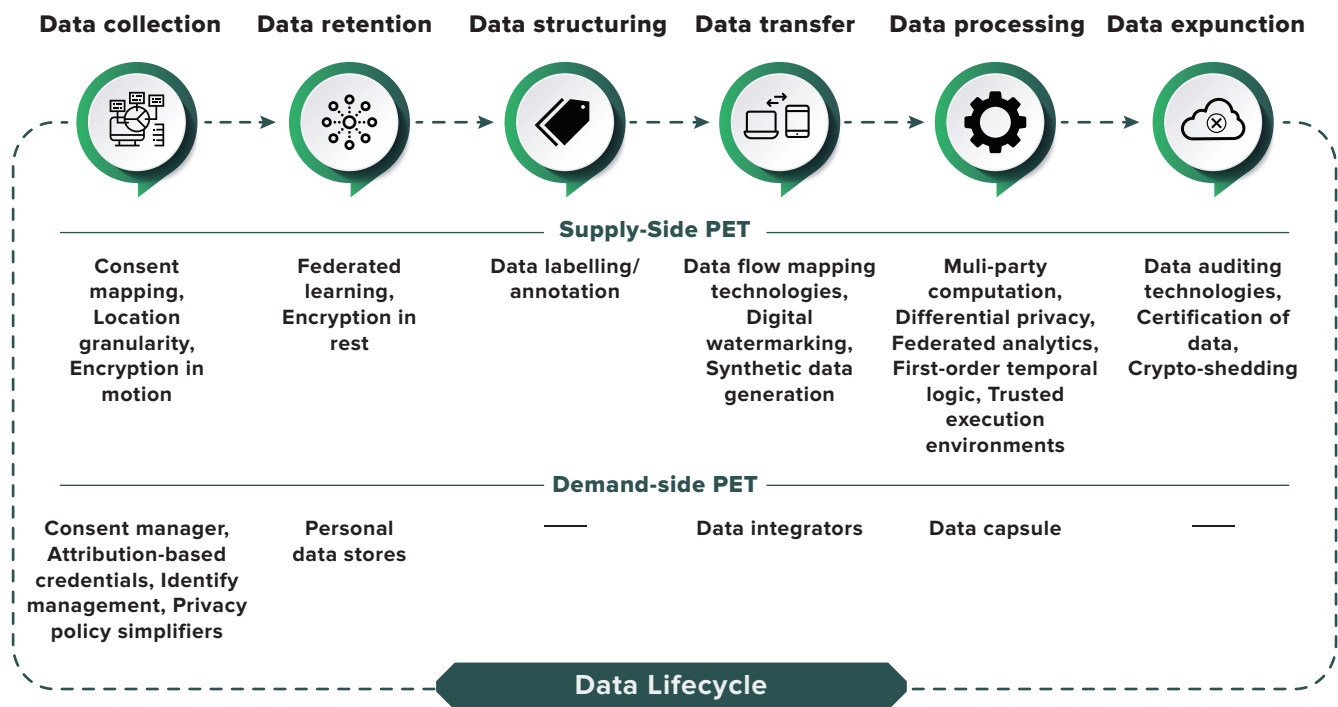 Data collection
Data retention
Data structuring
Data transfer
Data processing
Data expunction
Supply-Side PET
Consent
mapping,
Location
granularity,
Encryption in
motion
Federated
learning,
Encryption in
rest
Data labelling/
annotation
Data flow mapping
technologies,
Digital
watermarking,
Synthetic data
generation
Muli-party
computation,
Differential privacy,
Federated analytics,
First-order temporal
logic, Trusted
execution
environments
Data auditing
technologies,
Certification of
data,
Crypto-shedding
Demand-side PET
Consent manager,
Attribution-based
credentials, Identify
management, Privacy
policy simplifiers
Personal
data stores
—
Data integrators
Data capsule
—
Data Lifecycle